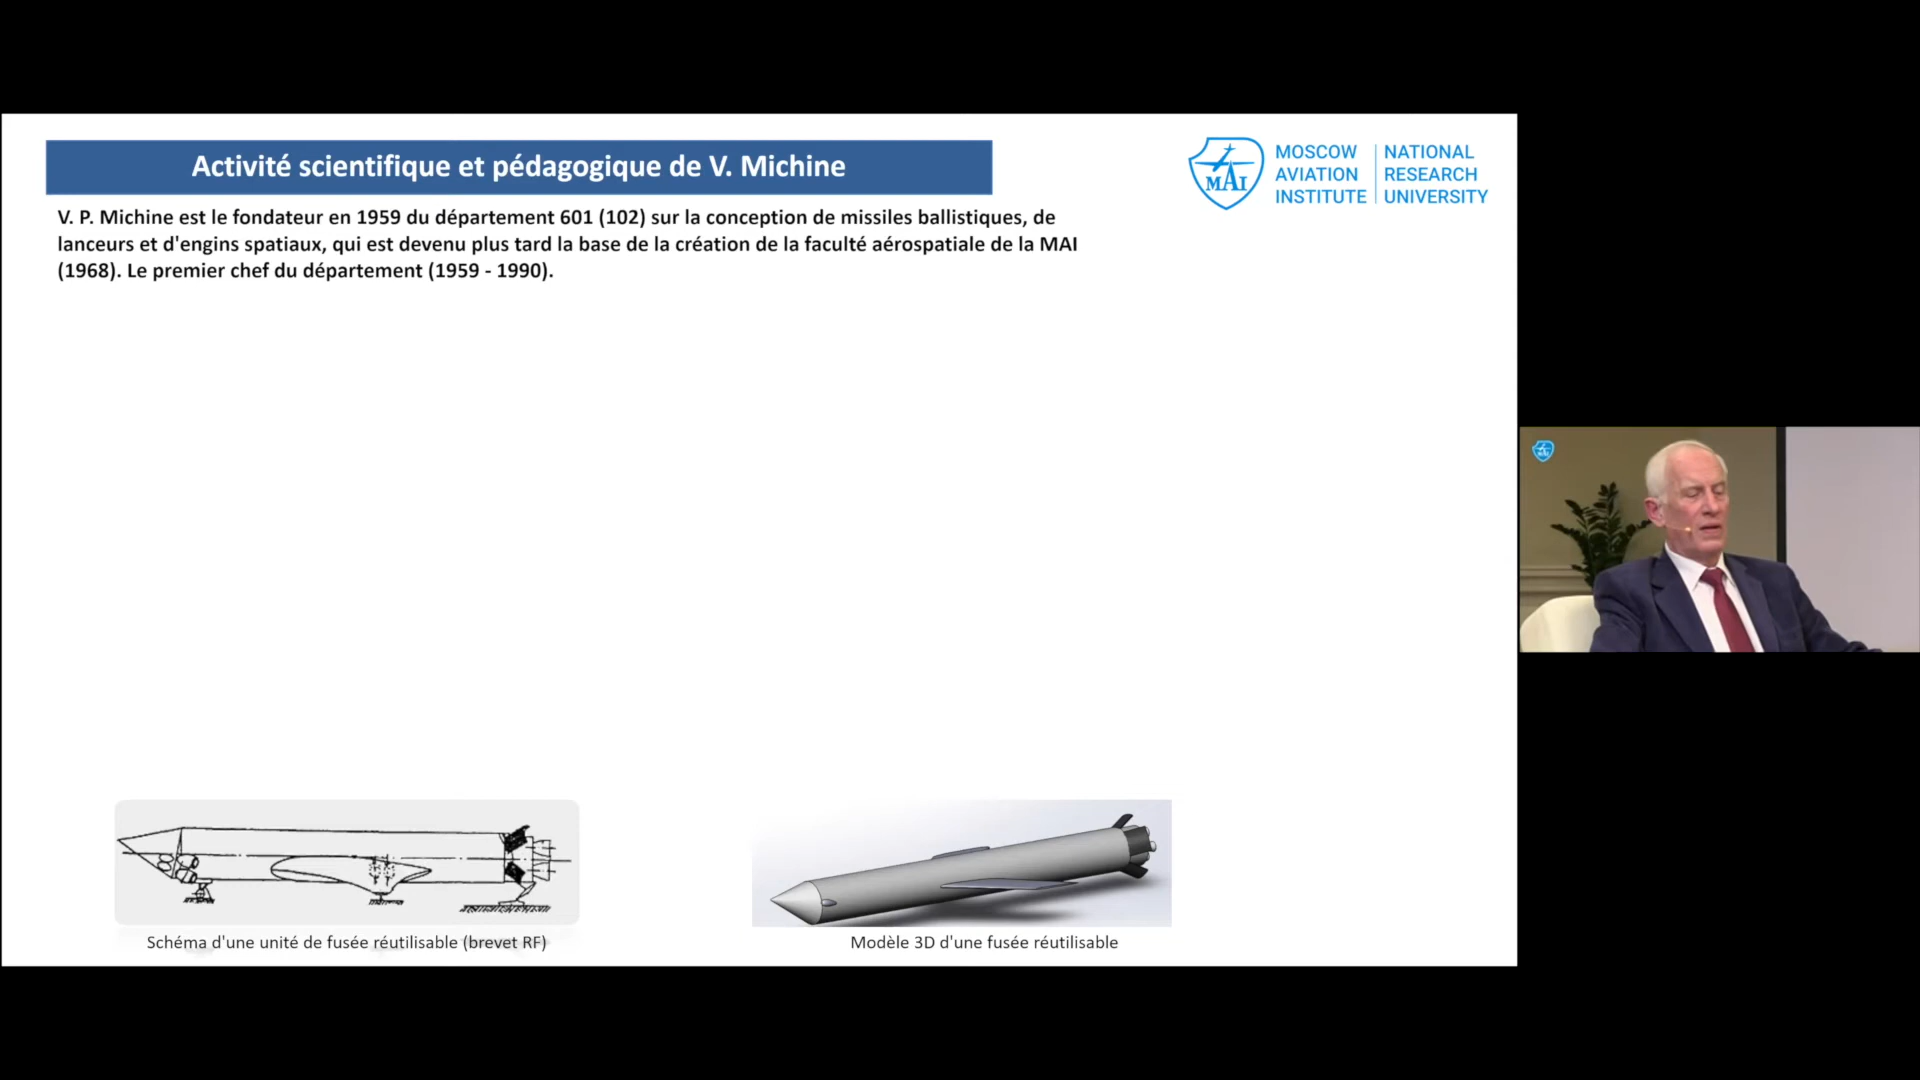 Activité scientifique et pédagogique de V. Michine
MOSCOW AVIATION INSTITUTE
NATIONAL RESEARCH UNIVERSITY
MAI
V. P. Michine est le fondateur en 1959 du département 601 (102) sur la conception de missiles ballistiques, de
lanceurs et d'engins spatiaux, qui est devenu plus tard la base de la création de la faculté aérospatiale de la MAI
(1968). Le premier chef du département (1959 - 1990).
MAI
Schéma d'une unité de fusée réutilisable (brevet RF)
Modèle 3D d'une fusée réutilisable